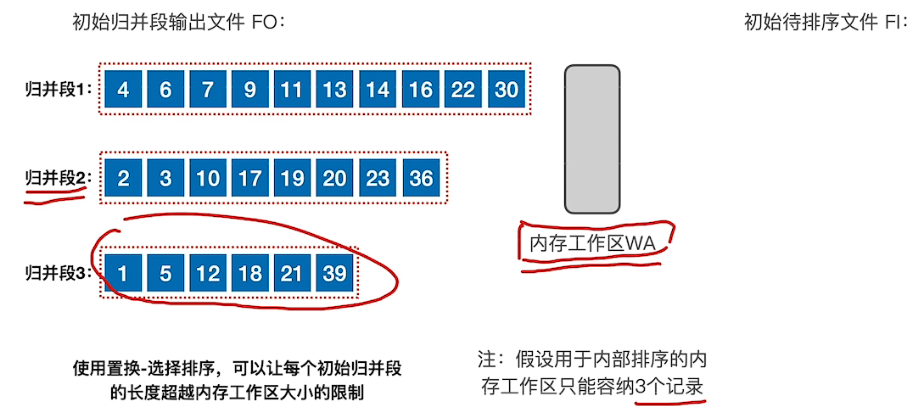 初始归并段输出文件 FO：
初始待排序文件 FI：
归并段1： 4 6 7 9 11 13 14 16 22 30
归并段2： 2 3 10 17 19 20 23 36
内存工作区WA
归并段3： 1 5 12 18 21 39
使用置换-选择排序，可以让每个初始归并段
的长度超越内存工作区大小的限制
注：假设用于内部排序的内
存工作区只能容纳3个记录